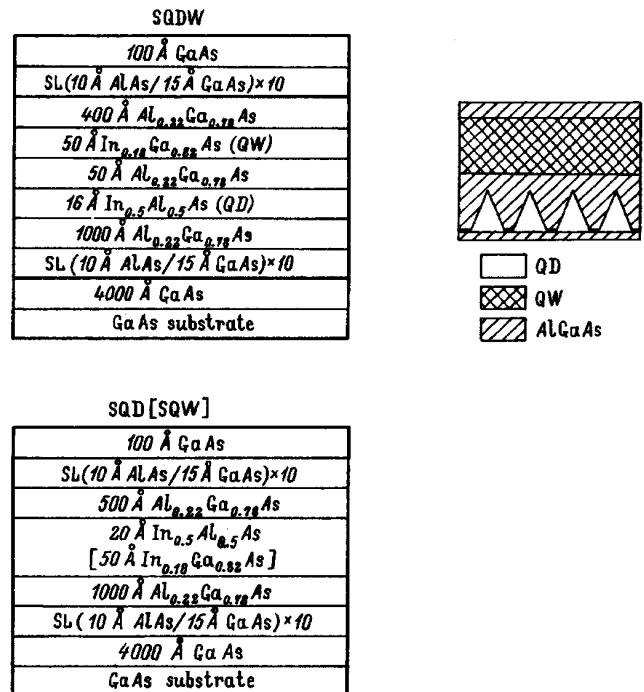 SQDW
100 Å GaAs
SL(10 Å AlAs/15 Å GaAs)×10
400 Å Al0.22Ga0.78As
50 Å In0.18Ga0.82As (QW)
50 Å Al0.22Ga0.78As
16 Å In0.5Al0.5As (QD)
1000 Å Al0.22Ga0.78As
SL(10 Å AlAs/15 Å GaAs)×10
4000 Å GaAs
GaAs substrate
QD
QW
AlGaAs
SQD[SQW]
100 Å GaAs
SL(10 Å AlAs/15 Å GaAs)×10
500 Å Al0.22Ga0.78As
20 Å In0.5Al0.5As
[50 Å In0.18Ga0.82As]
1000 Å Al0.22Ga0.78As
SL(10 Å AlAs/15 Å GaAs)×10
4000 Å GaAs
GaAs substrate